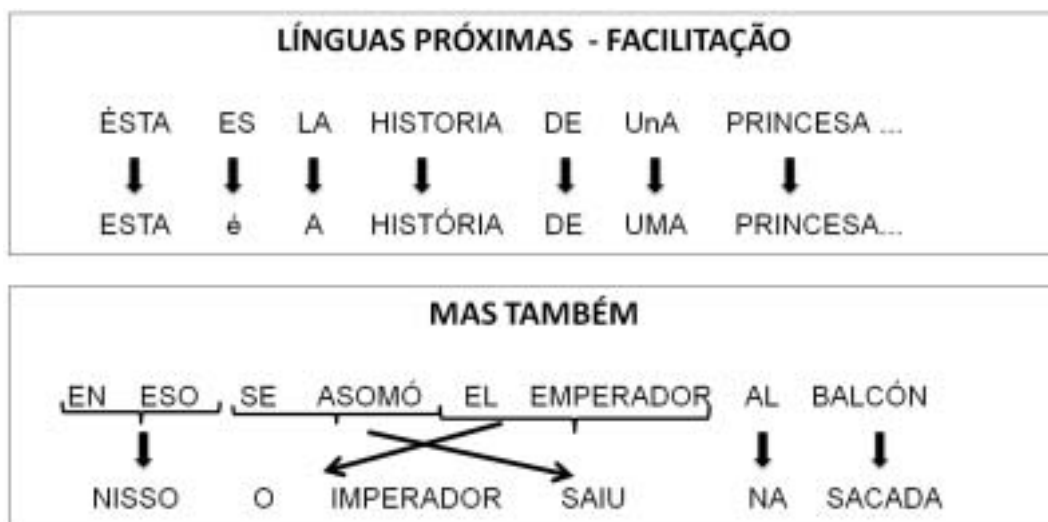 LÍNGUAS PRÓXIMAS - FACILITAÇÃO
ÉSTA ES LA HISTORIA DE UnA PRINCESA ...
ESTA é A HISTÓRIA DE UMA PRINCESA...
MAS TAMBÉM
EN ESO SE ASOMÓ EL EMPERADOR AL BALCÓN
NISSO O IMPERADOR SAIU NA SACADA